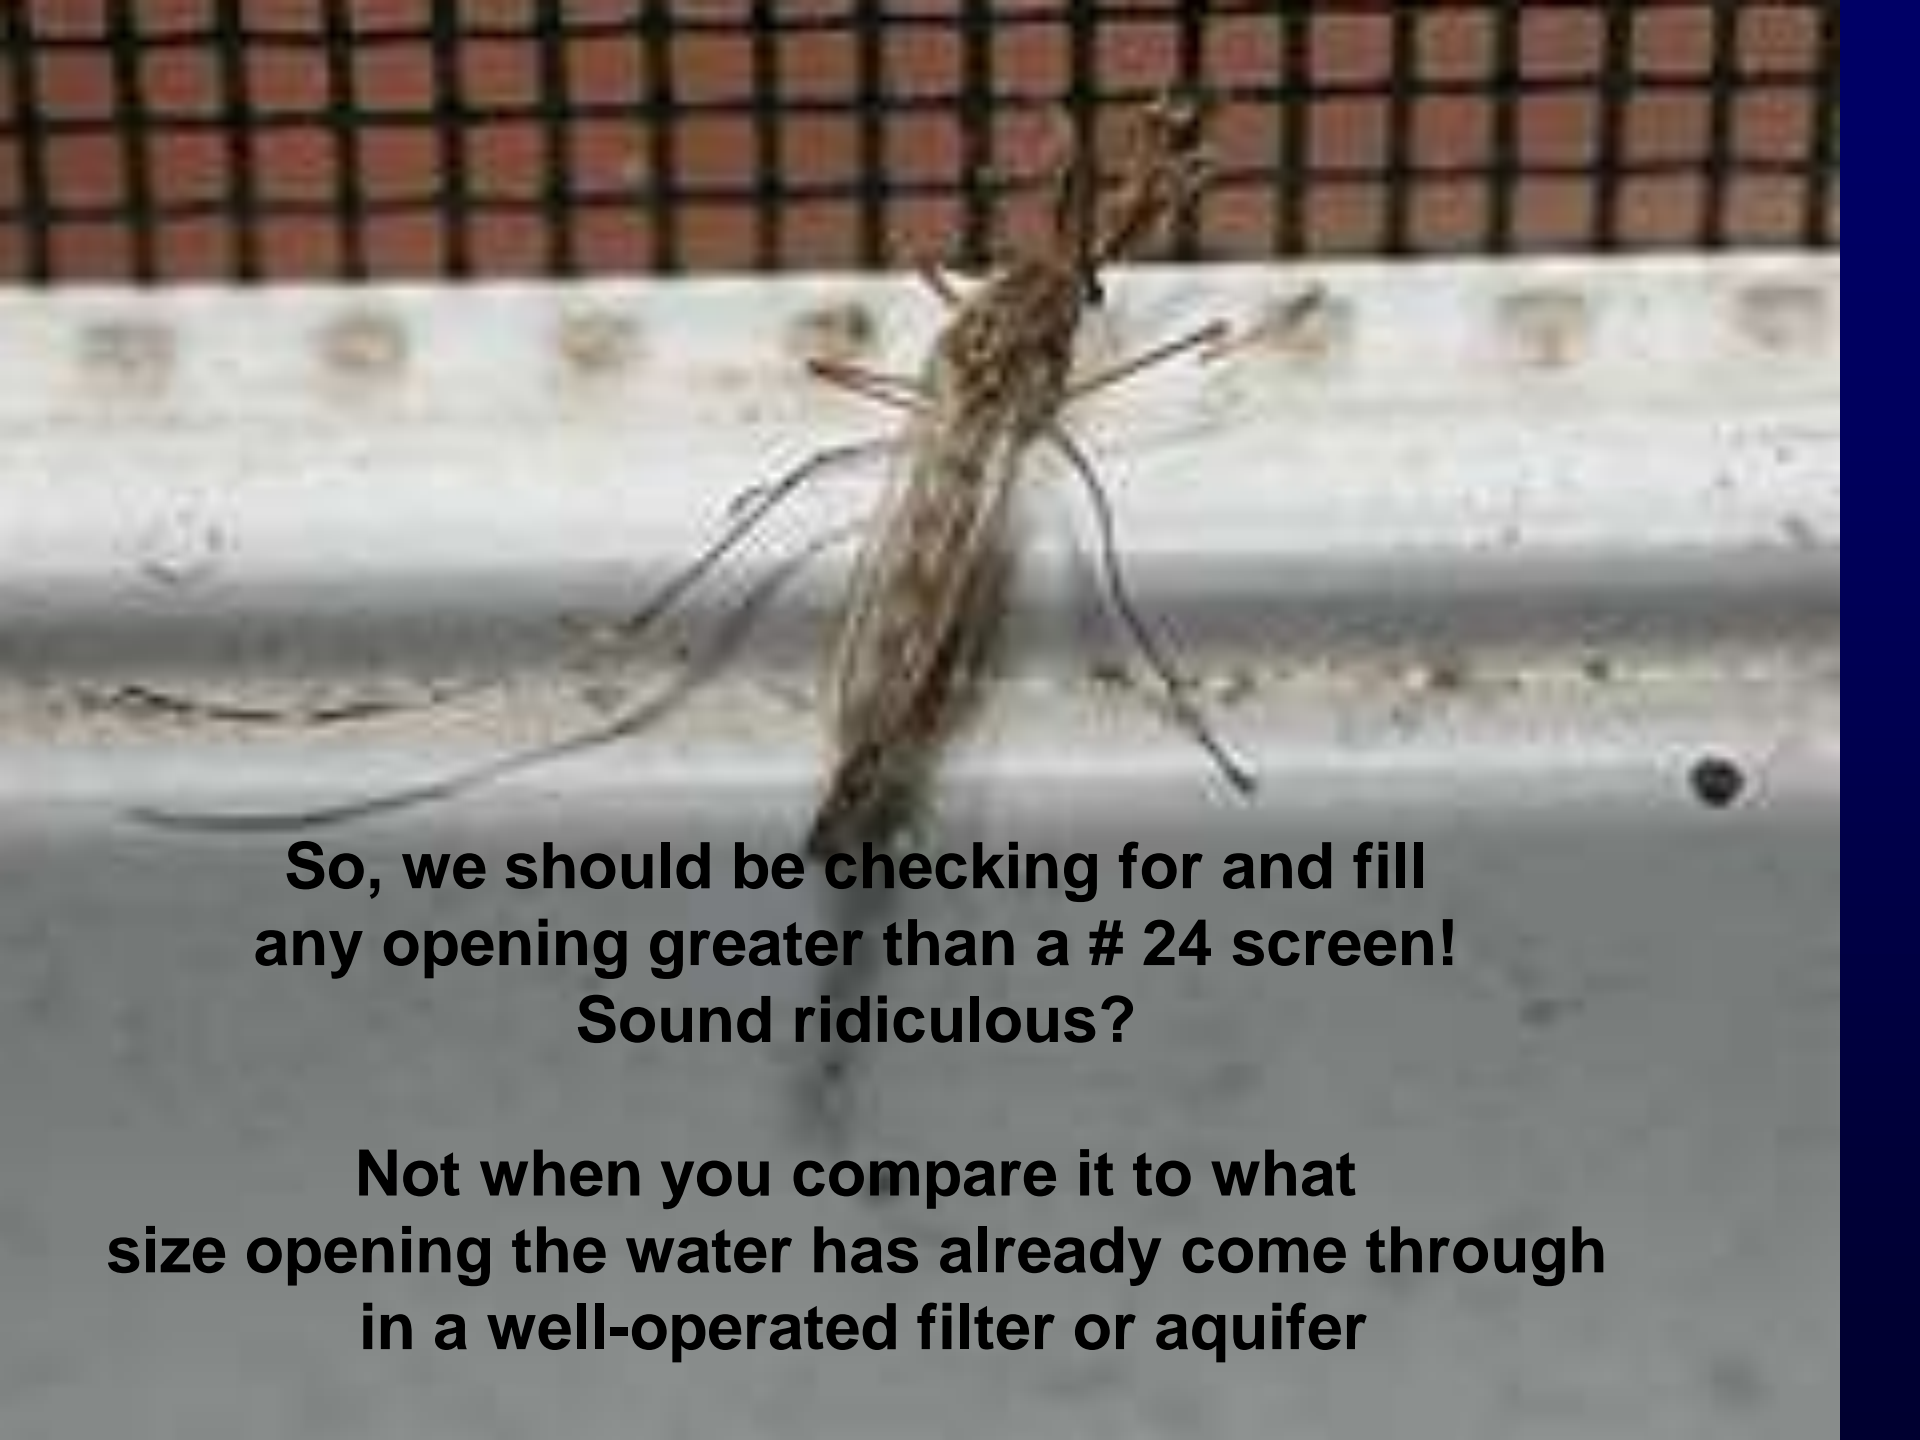 So, we should be checking for and fill
any opening greater than a # 24 screen!
Sound ridiculous?
Not when you compare it to what
size opening the water has already come through
in a well-operated filter or aquifer